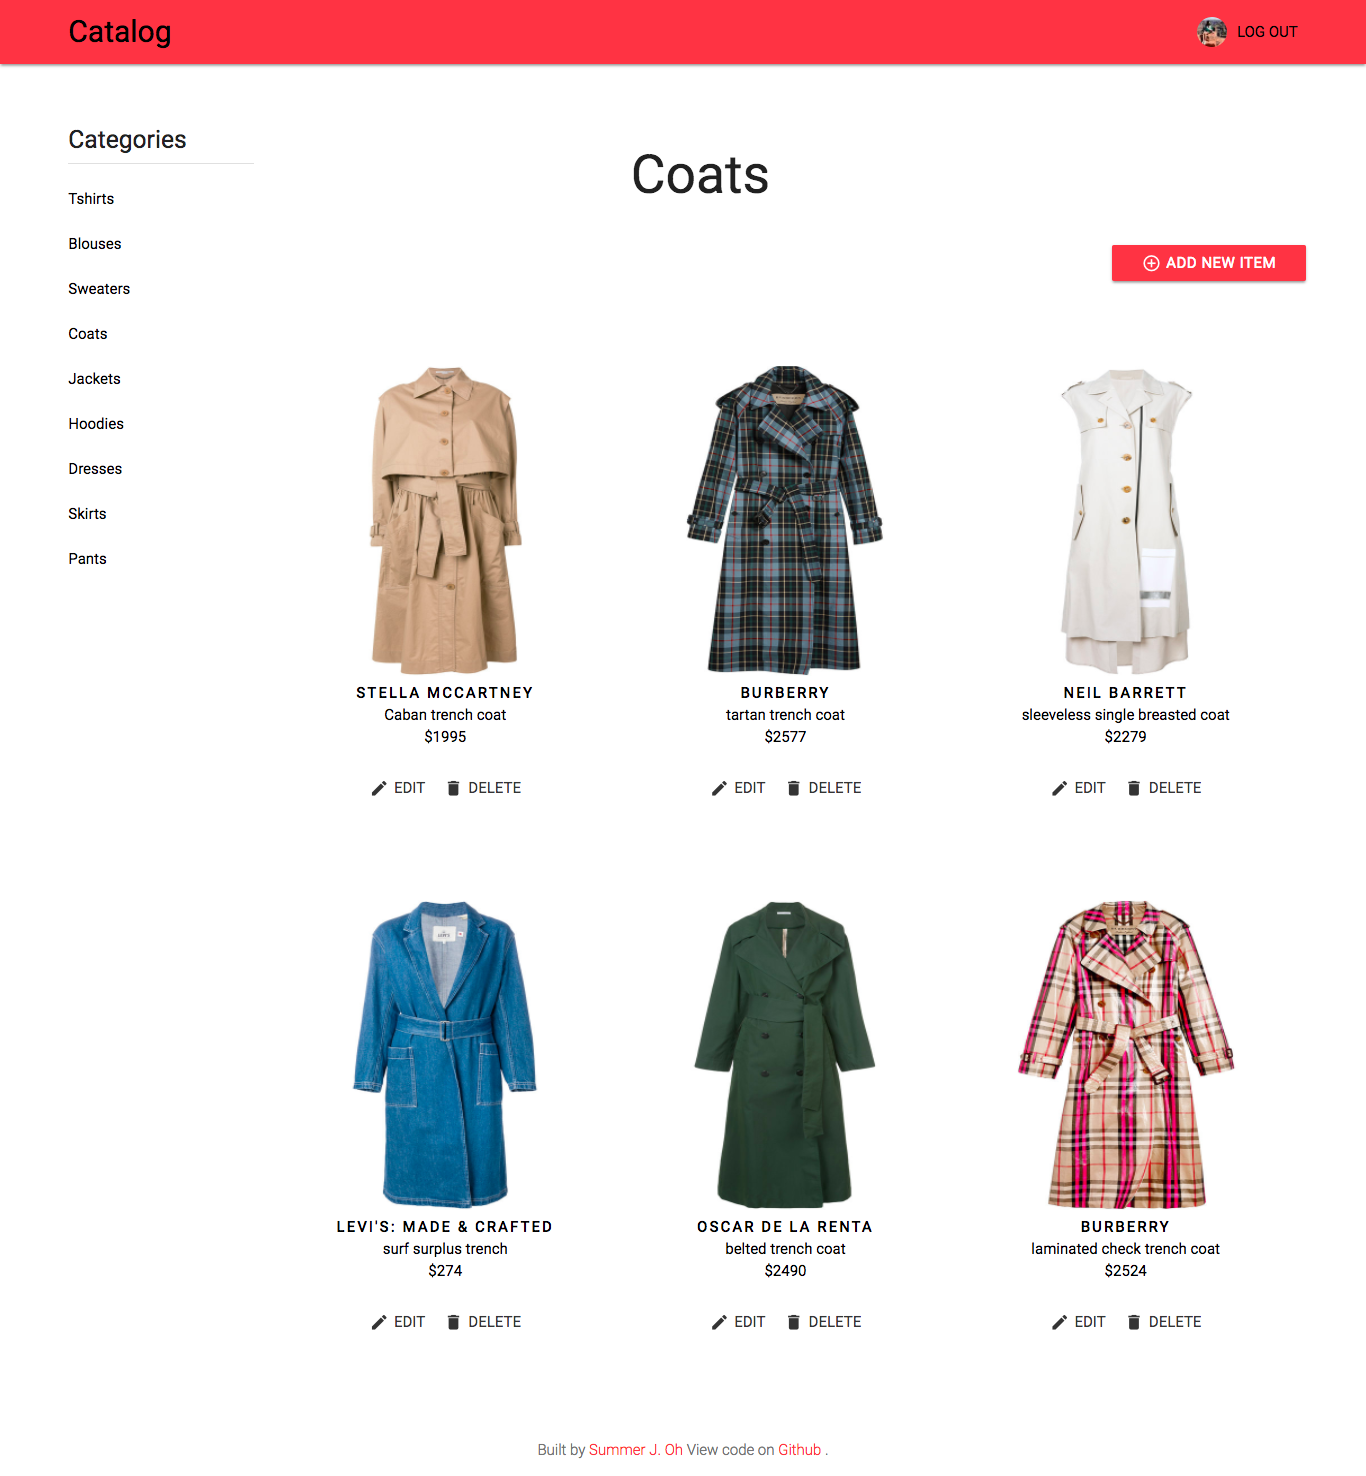 Catalog
LOG OUT
Categories
Tshirts
Blouses
Sweaters
Coats
Jackets
Hoodies
Dresses
Skirts
Pants
Coats
ADD NEW ITEM
STELLA MCCARTNEY
Caban trench coat
$1995
EDIT DELETE
BURBERRY
tartan trench coat
$2577
EDIT DELETE
NEIL BARRETT
sleeveless single breasted coat
$2279
EDIT DELETE
LEVI'S: MADE & CRAFTED
surf surplus trench
$274
EDIT DELETE
OSCAR DE LA RENTA
belted trench coat
$2490
EDIT DELETE
BURBERRY
laminated check trench coat
$2524
EDIT DELETE
Built by Summer J. Oh View code on Github .